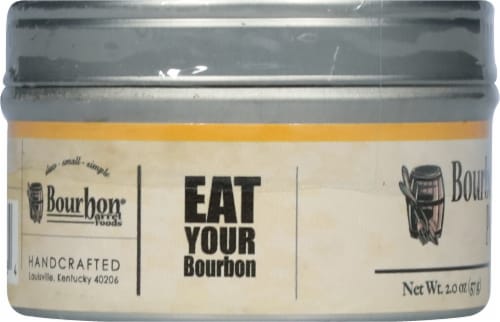 slow · small · simple
Bourbon®
Barrel
Foods
HANDCRAFTED
Louisville, Kentucky 40206
4
EAT
YOUR
Bourbon
Net Wt. 2.0 oz (57 g)